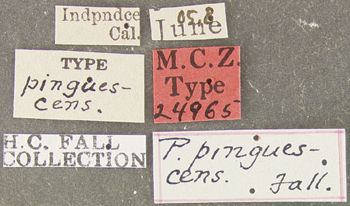 Indpndce
Cal.
June
05.8
TYPE
pingues-
cens.
M.C.Z.
Type
24965
H.C. FALL
COLLECTION
P. pingues-
cens.
Fall.